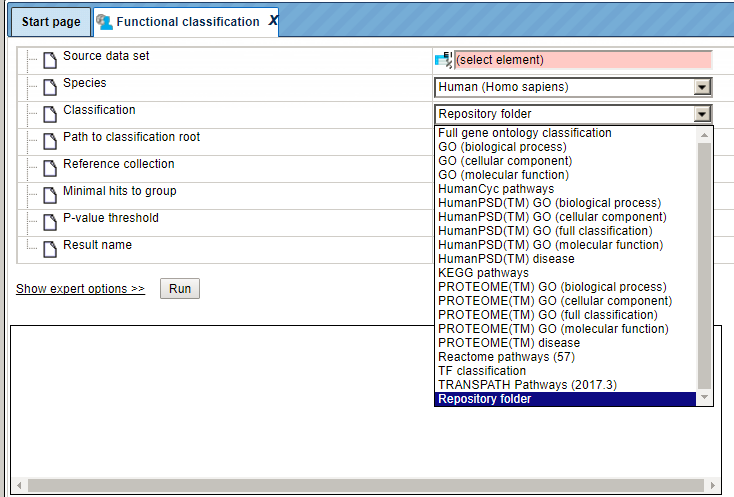 Start page
Functional classification X
Source data set
(select element)
Species
Human (Homo sapiens)
Classification
Repository folder
Path to classification root
Reference collection
Minimal hits to group
P-value threshold
Result name
Full gene ontology classification
GO (biological process)
GO (cellular component)
GO (molecular function)
HumanCyc pathways
HumanPSD(TM) GO (biological process)
HumanPSD(TM) GO (cellular component)
HumanPSD(TM) GO (full classification)
HumanPSD(TM) GO (molecular function)
HumanPSD(TM) disease
KEGG pathways
PROTEOME(TM) GO (biological process)
PROTEOME(TM) GO (cellular component)
PROTEOME(TM) GO (full classification)
PROTEOME(TM) GO (molecular function)
PROTEOME(TM) disease
Reactome pathways (57)
TF classification
TRANSPATH Pathways (2017.3)
Repository folder
Show expert options >>
Run